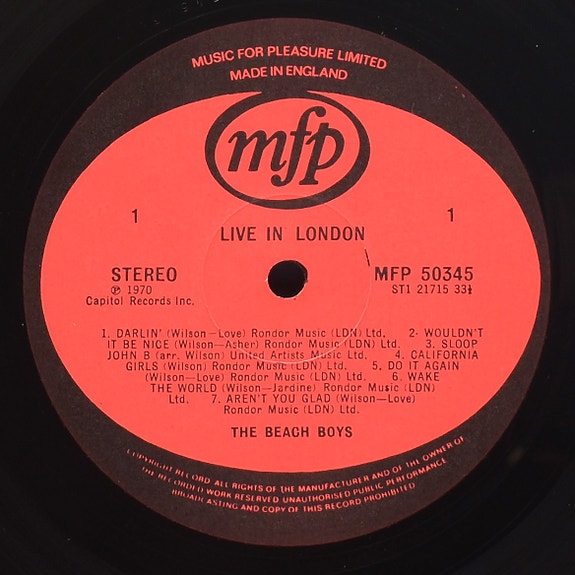 MUSIC FOR PLEASURE LIMITED
MADE IN ENGLAND
mfp
1 1
LIVE IN LONDON
STEREO MFP 50345
℗ 1970 ST1 21715 33⅓
Capitol Records Inc.
1. DARLIN' (Wilson—Love) Rondor Music (LDN) Ltd, 2- WOULDN'T
IT BE NICE (Wilson—Asher) Rondor Music (LDN) Ltd. 3. SLOOP
JOHN B (arr. Wilson) United Artists Music Ltd. 4. CALIFORNIA
GIRLS (Wilson) Rondor Music (LDN) Ltd. 5. DO IT AGAIN
(Wilson—Love) Rondor Music (LDN) Ltd. 6. WAKE
THE WORLD (Wilson—Jardine) Rondor Music (LDN)
Ltd. 7. AREN'T YOU GLAD (Wilson—Love)
Rondor Music (LDN) Ltd.
THE BEACH BOYS
COPYRIGHT RECORD ALL RIGHTS OF THE MANUFACTURER AND OF THE OWNER OF
THE RECORDED WORK RESERVED UNAUTHORISED PUBLIC PERFORMANCE
BROADCASTING AND COPY OF THIS RECORD PROHIBITED